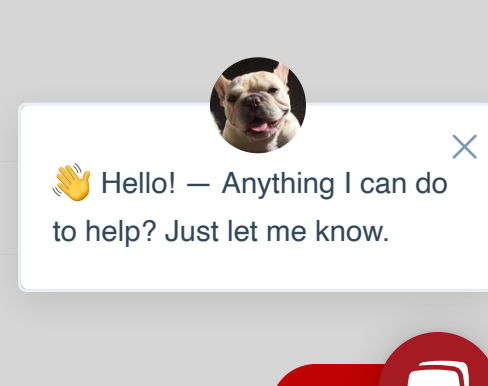 👋 Hello! — Anything I can do
to help? Just let me know.